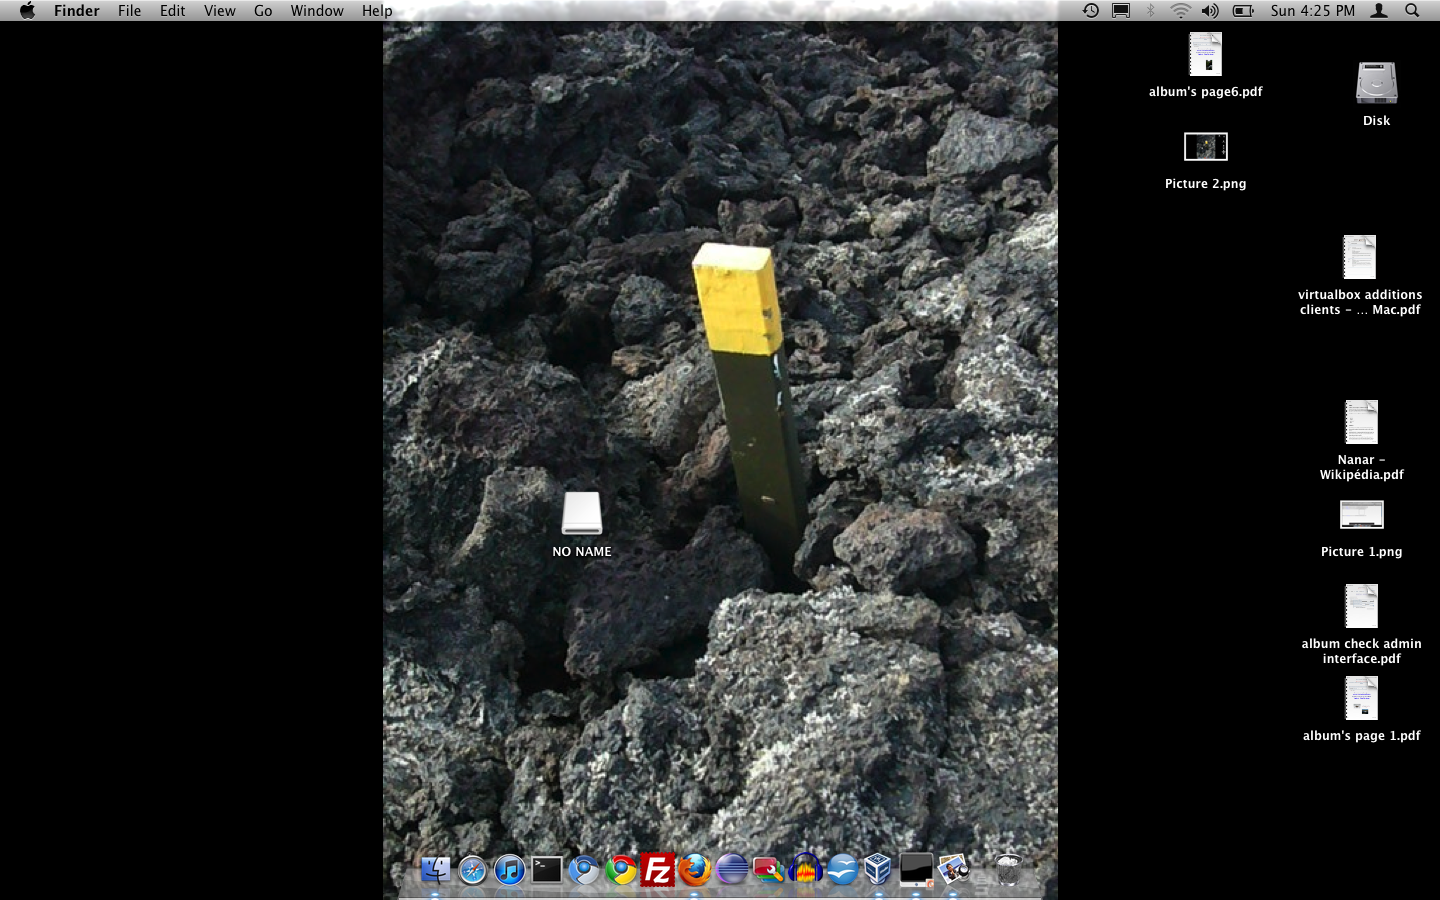 Finder File Edit View Go Window Help Sun 4:25 PM
album's page6.pdf
Disk
Picture 2.png
virtualbox additions
clients - ... Mac.pdf
Nanar -
Wikipédia.pdf
NO NAME
Picture 1.png
album check admin
interface.pdf
album's page 1.pdf
>_
Fz